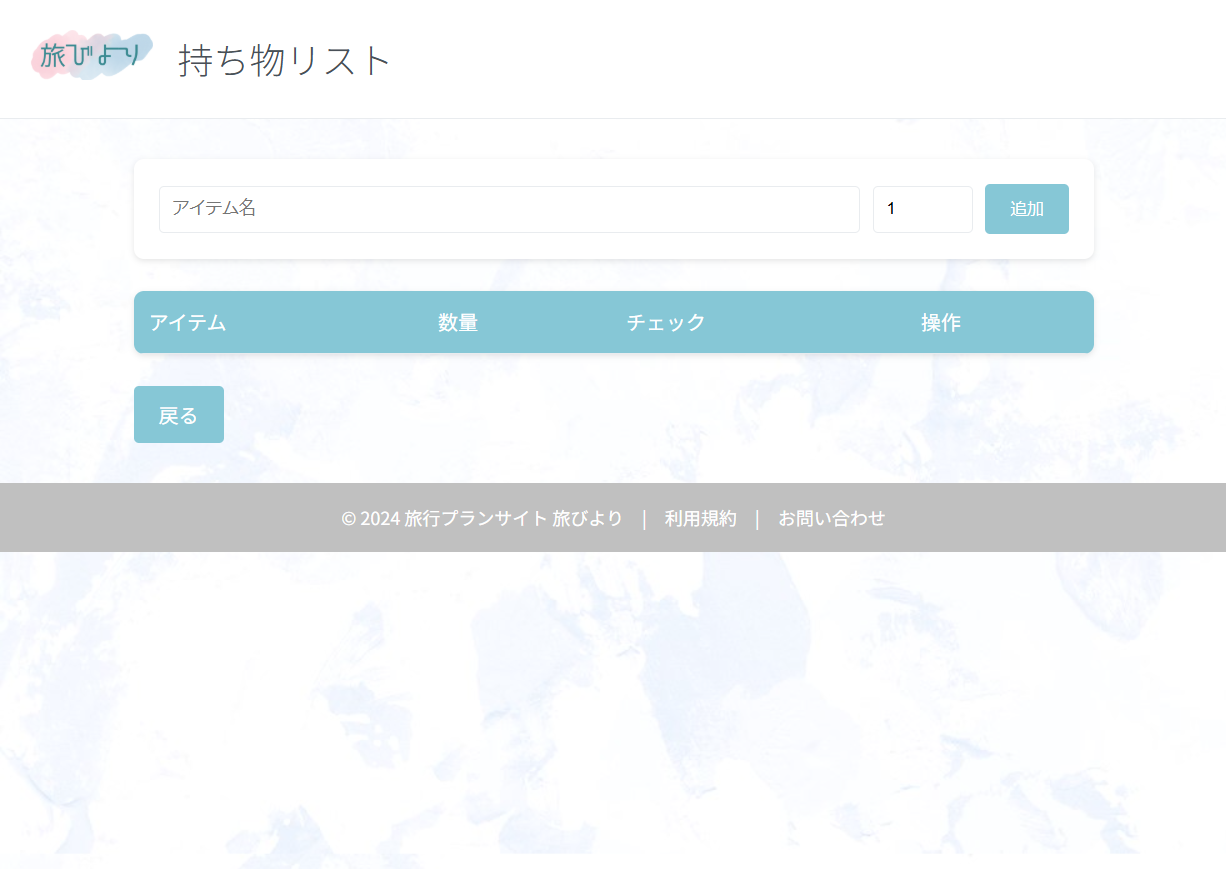 旅びより
持ち物リスト
アイテム名 1 追加
アイテム 数量 チェック 操作
戻る
© 2024 旅行プランサイト 旅びより | 利用規約 | お問い合わせ